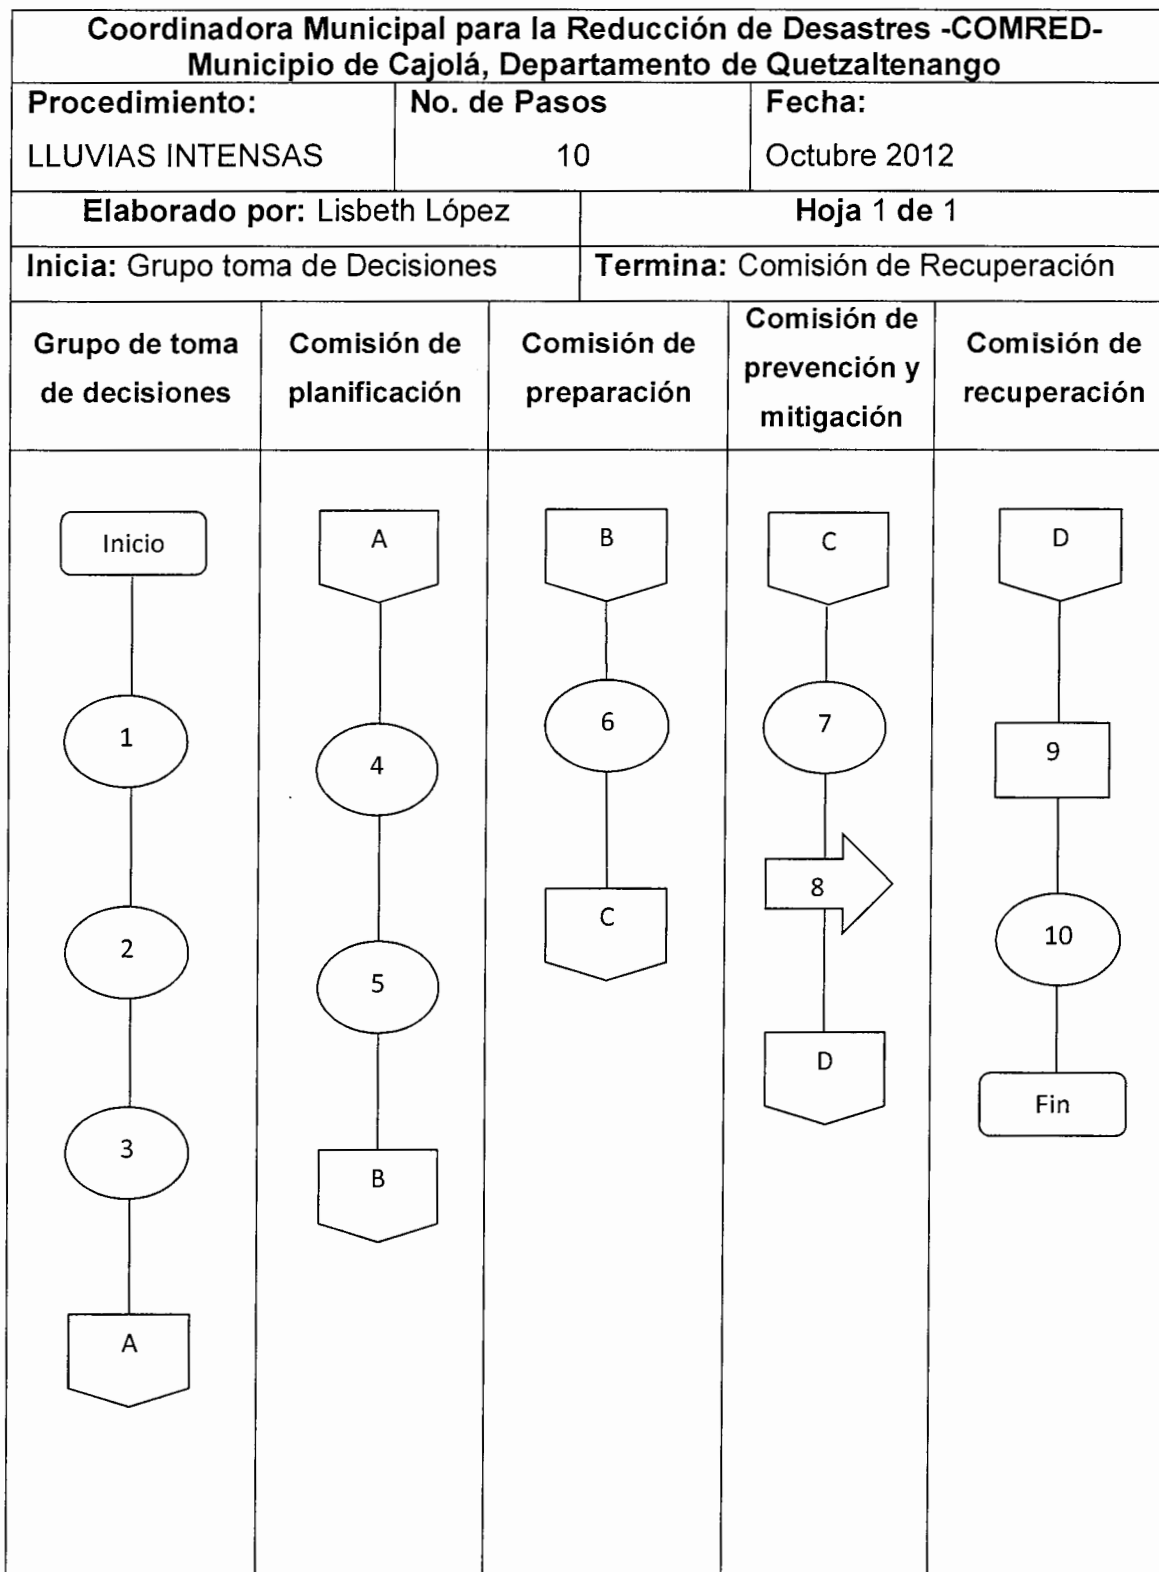 Coordinadora Municipal para la Reducción de Desastres -COMRED-
Municipio de Cajolá, Departamento de Quetzaltenango
Procedimiento:
LLUVIAS INTENSAS
No. de Pasos
10
Fecha:
Octubre 2012
Elaborado por: Lisbeth López
Hoja 1 de 1
Inicia: Grupo toma de Decisiones
Termina: Comisión de Recuperación
Grupo de toma
de decisiones
Comisión de
planificación
Comisión de
preparación
Comisión de
prevención y
mitigación
Comisión de
recuperación
Inicio
1
2
3
A
A
4
5
B
B
6
C
C
7
8
D
D
9
10
Fin